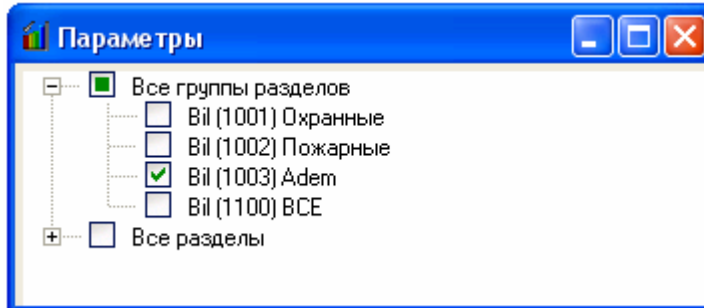 Параметры
Все группы разделов
Bil (1001) Охранные
Bil (1002) Пожарные
Bil (1003) Adem
Bil (1100) ВСЕ
Все разделы